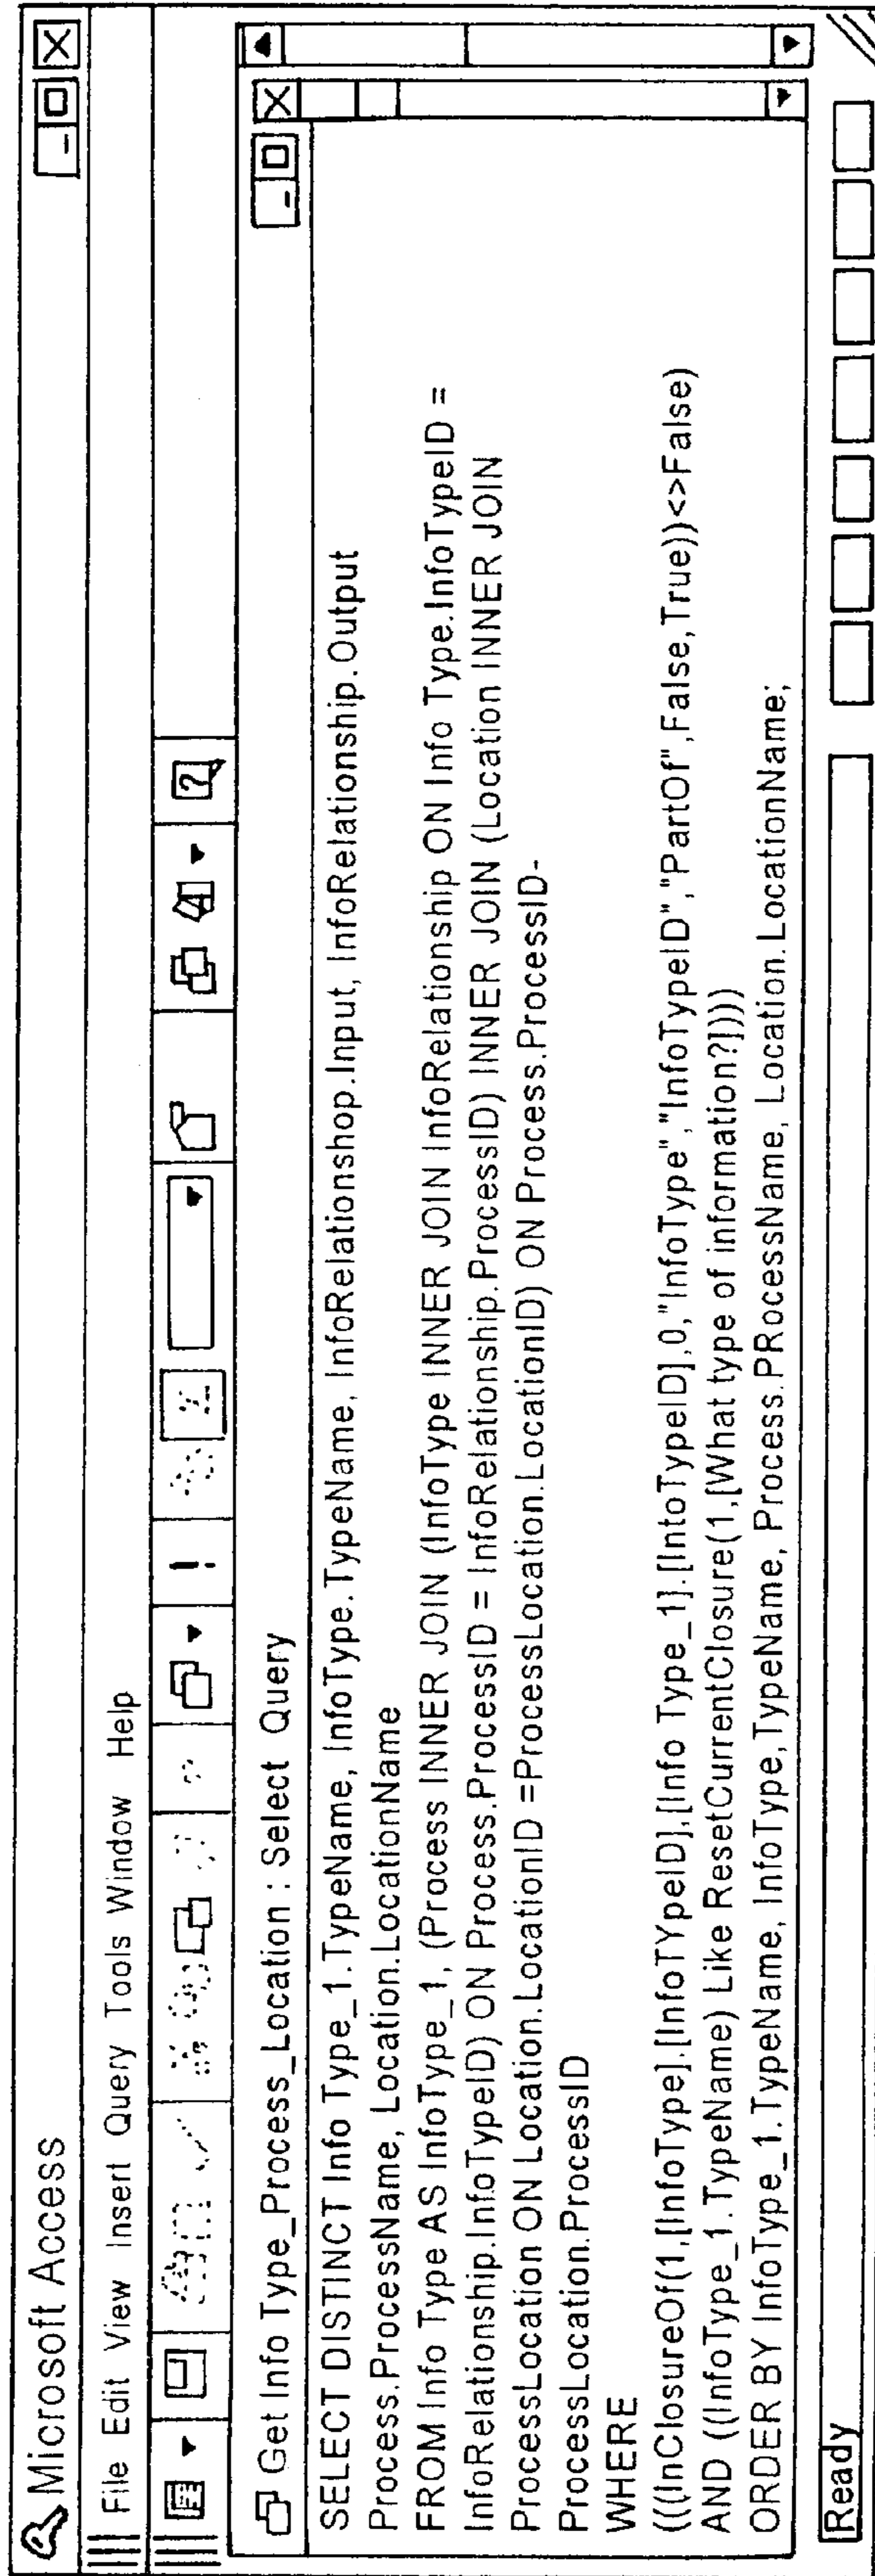 Microsoft Access
File Edit View Insert Query Tools Window Help
Get Info Type_Process_Location : Select Query
SELECT DISTINCT Info Type_1.TypeName, InfoType.TypeName, InfoRelationshop.Input, InfoRelationship.Output
Process.ProcessName, Location.LocationName
FROM Info Type AS InfoType_1, (Process INNER JOIN (InfoType INNER JOIN InfoRelationship ON Info Type.InfoTypeID =
InfoRelationship.InfoTypeID) ON Process.ProcessID = InfoRelationship.ProcessID) INNER JOIN (Location INNER JOIN
ProcessLocation ON Location.LocationID =ProcessLocation.LocationID) ON Process.ProcessID-
ProcessLocation.ProcessID
WHERE
(((InClosureOf(1,[InfoType].[InfoTYpeID],[Info Type_1].[IntoTypeID],0,"InfoType","InfoTypeID","PartOf",False,True))<>False)
AND ((InfoType_1.TypeName) Like ResetCurrentClosure(1,[What type of information?])))
ORDER BY InfoType_1.TypeName, InfoType,TypeName, Process.PRocessName, Location.LocationName;
Ready